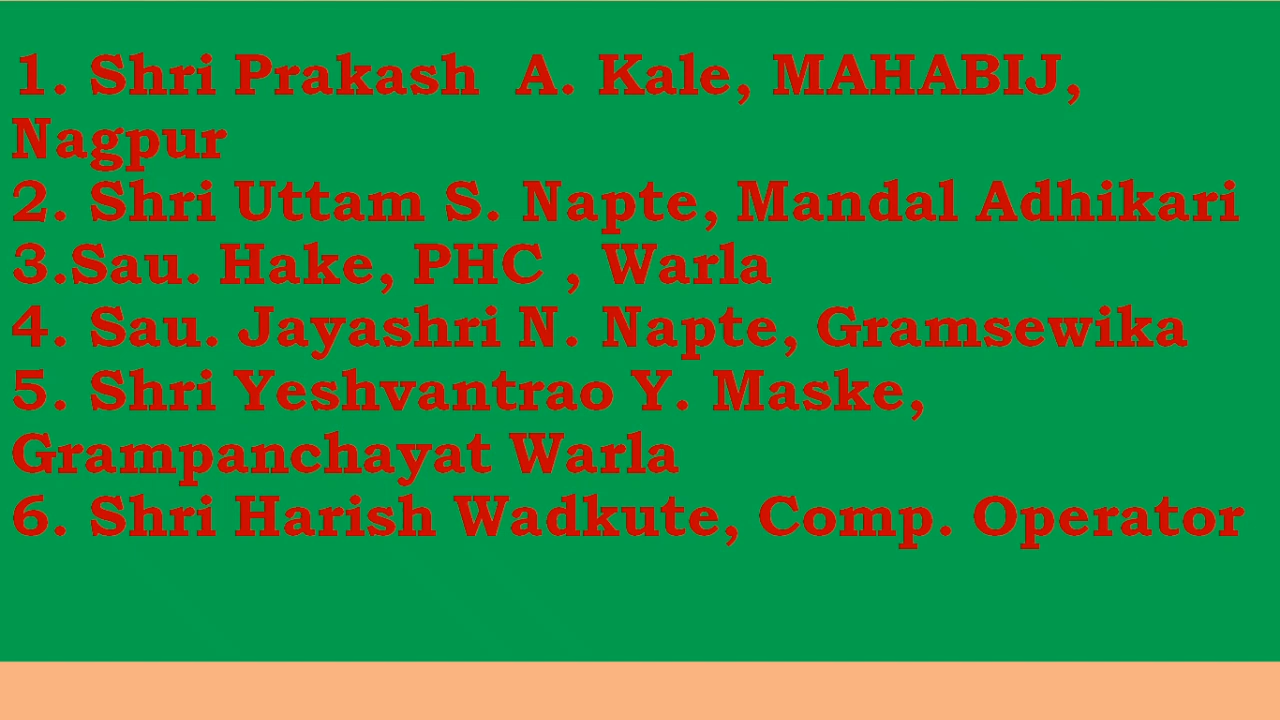 1. Shri Prakash  A. Kale, MAHABIJ,
Nagpur
2. Shri Uttam S. Napte, Mandal Adhikari
3.Sau. Hake, PHC , Warla
4. Sau. Jayashri N. Napte, Gramsewika
5. Shri Yeshvantrao Y. Maske,
Grampanchayat Warla
6. Shri Harish Wadkute, Comp. Operator